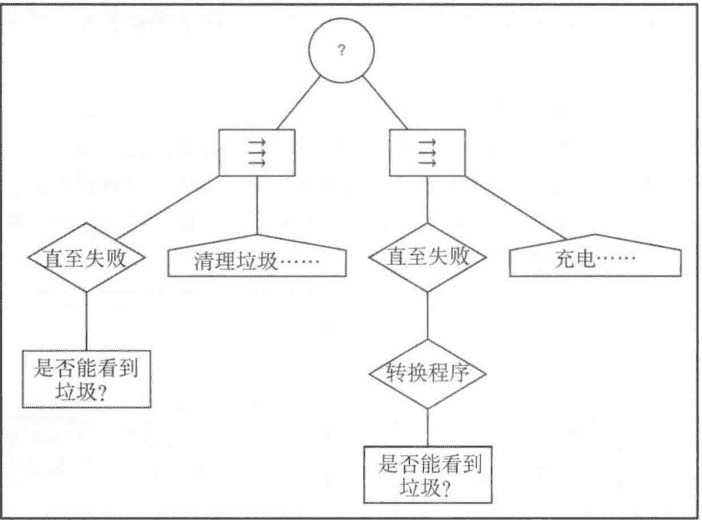 ?
→
→
→
→
→
→
直至失败
清理垃圾……
直至失败
充电……
是否能看到
垃圾?
转换程序
是否能看到
垃圾?